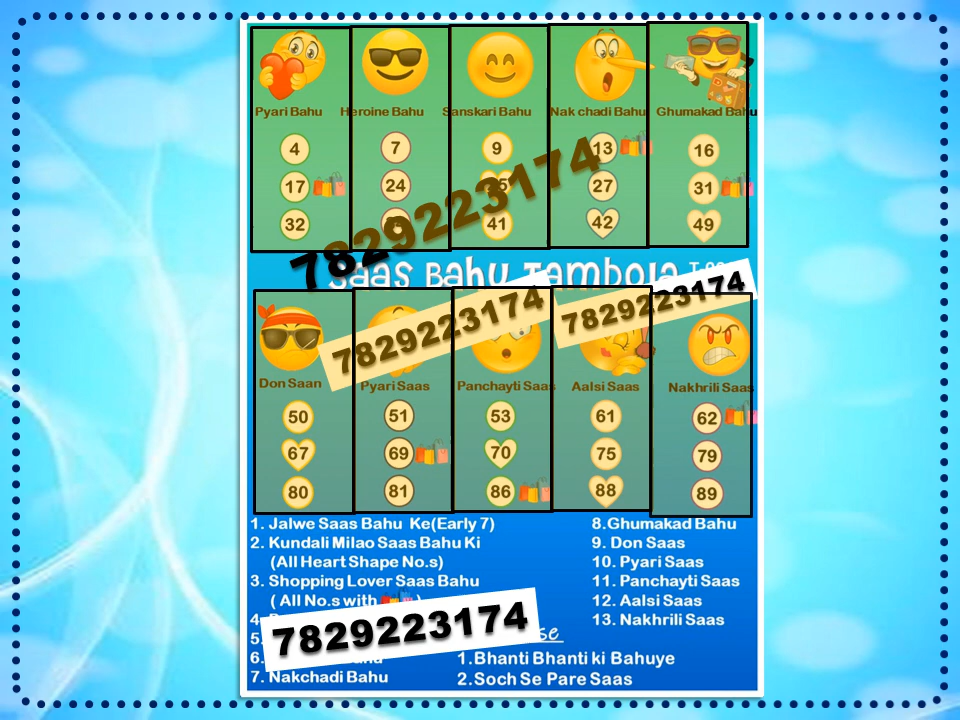 Pyari Bahu Heroine Bahu Sanskari Bahu Nak chadi Bahu Ghumakad Bahu
4 7 9 13 16
17 24 27 31
32 41 42 49
7829223174
Saas Bahu Tambola
7829223174
7829223174
Don Saan Pyari Saas Panchayti Saas Aalsi Saas Nakhrili Saas
50 51 53 61 62
67 69 70 75 79
80 81 86 88 89
1. Jalwe Saas Bahu Ke(Early 7)
2. Kundali Milao Saas Bahu Ki
(All Heart Shape No.s)
3. Shopping Lover Saas Bahu
( All No.s with )
4.
5.
6.
7. Nakchadi Bahu
8.Ghumakad Bahu
9. Don Saas
10. Pyari Saas
11. Panchayti Saas
12. Aalsi Saas
13. Nakhrili Saas
7829223174
1.Bhanti Bhanti ki Bahuye
2.Soch Se Pare Saas